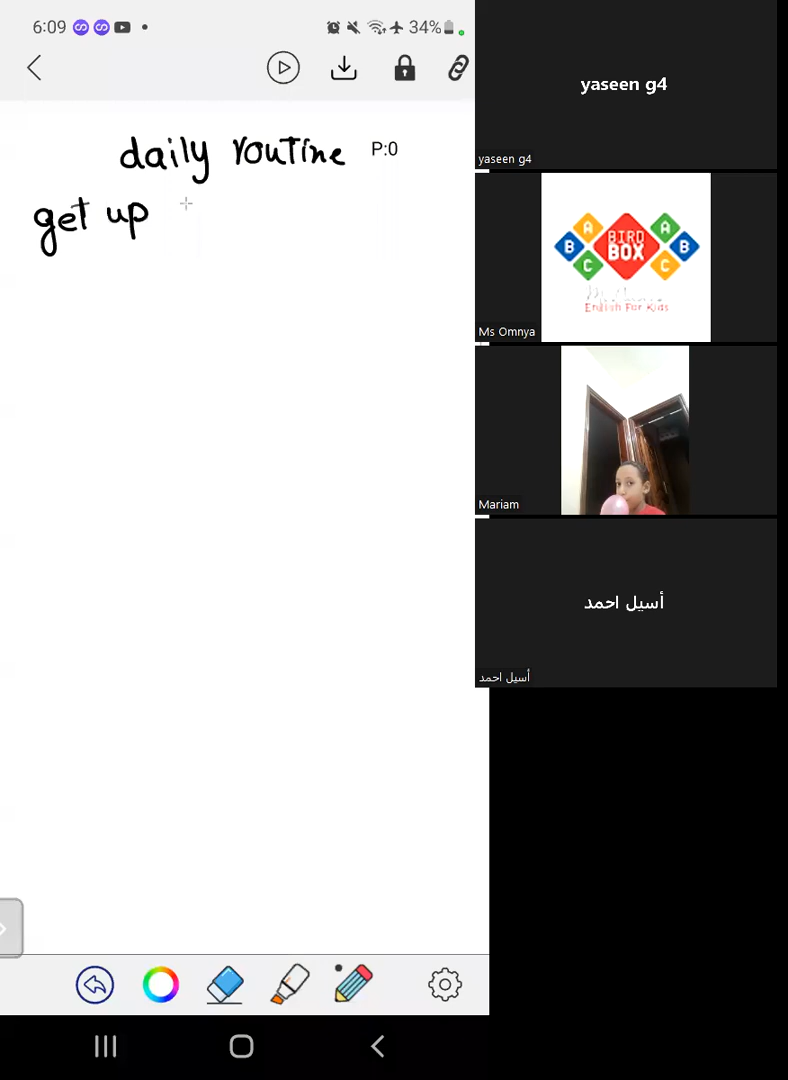 6:09
34%
daily routine P:0
get up
yaseen g4
yaseen g4
A A
B BIRD BOX B
C C
English For Kids
Ms Omnya
Mariam
أسيل احمد
أسيل احمد